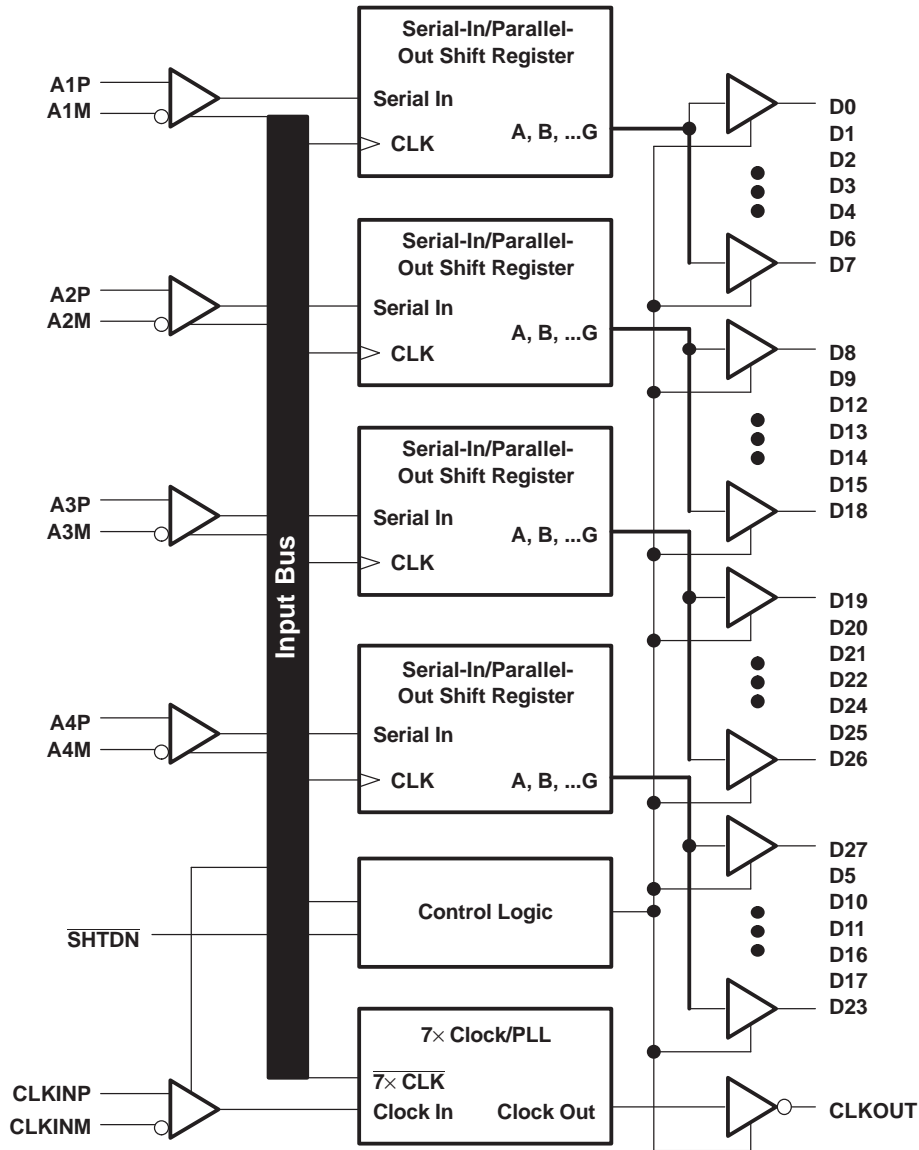 Serial-In/Parallel-
Out Shift Register
A1P
A1M
Serial In
CLK
A, B, ...G
D0
D1
D2
D3
D4
D6
D7
Serial-In/Parallel-
Out Shift Register
A2P
A2M
Serial In
CLK
A, B, ...G
D8
D9
D12
D13
D14
D15
D18
Serial-In/Parallel-
Out Shift Register
A3P
A3M
Serial In
CLK
A, B, ...G
Input Bus
D19
D20
D21
D22
D24
D25
D26
Serial-In/Parallel-
Out Shift Register
A4P
A4M
Serial In
CLK
A, B, ...G
D27
D5
D10
D11
D16
D17
D23
Control Logic
SHTDN
7× Clock/PLL
7× CLK
CLKINP
CLKINM
Clock In
Clock Out
CLKOUT